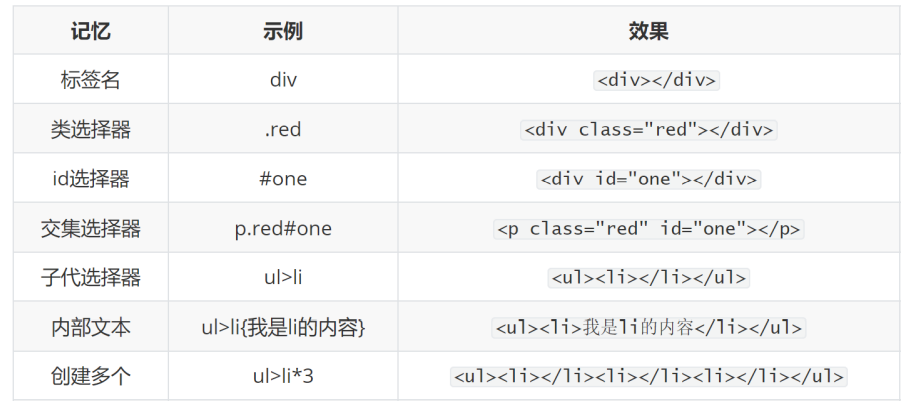 记忆 示例 效果
标签名 div <div></div>
类选择器 .red <div class="red"></div>
id选择器 #one <div id="one"></div>
交集选择器 p.red#one <p class="red" id="one"></p>
子代选择器 ul>li <ul><li></li></ul>
内部文本 ul>li{我是li的内容} <ul><li>我是li的内容</li></ul>
创建多个 ul>li*3 <ul><li></li><li></li><li></li></ul>